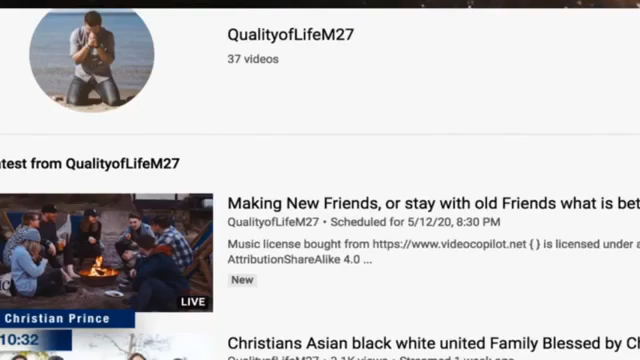 QualityofLifeM27
37 videos
atest from QualityofLifeM27
Making New Friends, or stay with old Friends what is bet
QualityofLifeM27 • Scheduled for 5/12/20, 8:30 PM
Music license bought from https://www.videocopilot.net { } is licensed under a
AttributionShareAlike 4.0 ...
New
LIVE
Christian Prince
10:32
Christians Asian black white united Family Blessed by C
QualityofLifeM27 • 2.1K views • Streamed 1 week ago